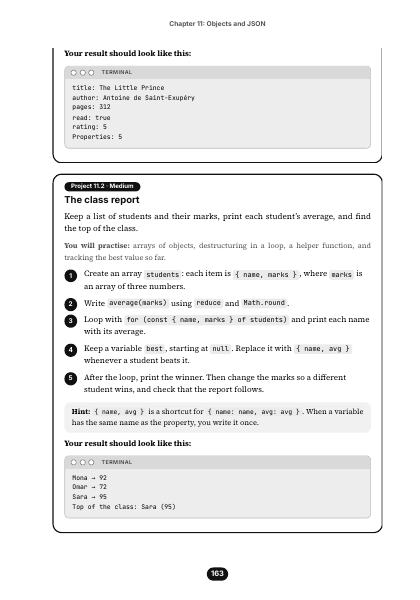 Chapter 11: Objects and JSON
Your result should look like this:
TERMINAL
title: The Little Prince
author: Antoine de Saint-Exupéry
pages: 312
read: true
rating: 5
Properties: 5
Project 11.2 · Medium
The class report
Keep a list of students and their marks, print each student's average, and find
the top of the class.
You will practise: arrays of objects, destructuring in a loop, a helper function, and
tracking the best value so far.
1 Create an array students : each item is { name, marks } , where marks is
an array of three numbers.
2 Write average(marks) using reduce and Math.round .
3 Loop with for (const { name, marks } of students) and print each name
with its average.
4 Keep a variable best , starting at null . Replace it with { name, avg }
whenever a student beats it.
5 After the loop, print the winner. Then change the marks so a different
student wins, and check that the report follows.
Hint: { name, avg } is a shortcut for { name: name, avg: avg } . When a variable
has the same name as the property, you write it once.
Your result should look like this:
TERMINAL
Mona → 92
Omar → 72
Sara → 95
Top of the class: Sara (95)
163